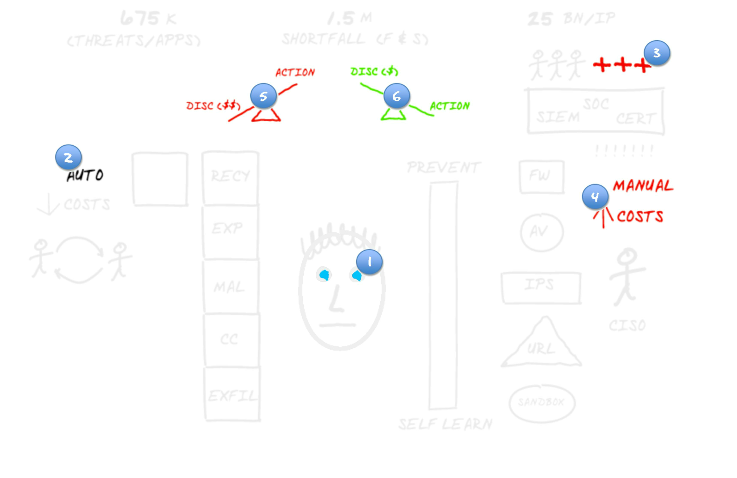 675 K
(THREATS/APPS)
1.5 M
SHORTFALL (F & S)
25 BN/IP
3
+++
ACTION
DISC ($$)
5
DISC ($)
6
ACTION
SOC
SIEM
CERT
!!!!!!!
2
AUTO
↓ COSTS
RECY
EXP
MAL
CC
EXFIL
1
PREVENT
SELF LEARN
FW
AV
IPS
URL
SANDBOX
4
MANUAL
COSTS
CISO